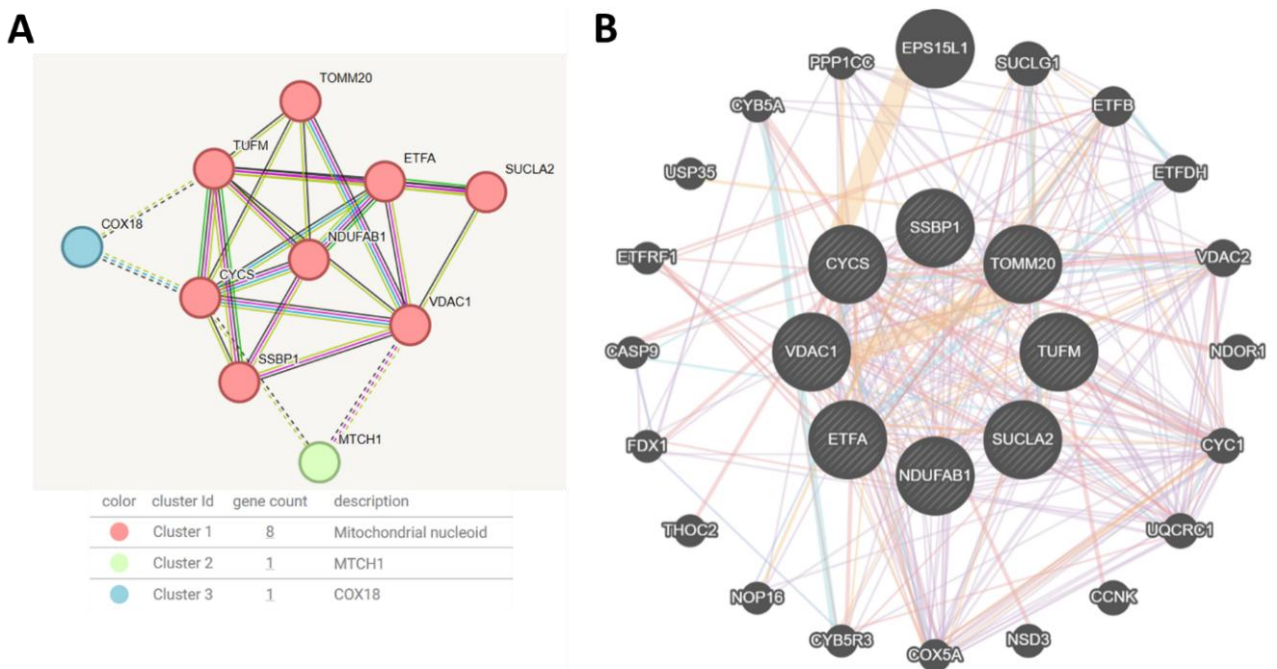 A
TOMM20
TUFM
ETFA
SUCLA2
COX18
NDUFAB1
CYCS
VDAC1
SSBP1
MTCH1
color cluster Id gene count description
Cluster 1 8 Mitochondrial nucleoid
Cluster 2 1 MTCH1
Cluster 3 1 COX18
B
EPS15L1
PPP1CC
SUCLG1
CYB5A
ETFB
USP35
ETFDH
SSBP1
CYCS
TOMM20
ETFRF1
VDAC2
VDAC1
TUFM
CASP9
NDOR1
ETFA
SUCLA2
FDX1
CYC1
NDUFAB1
THOC2
UQCRC1
NOP16
CCNK
CYB5R3
NSD3
COX5A